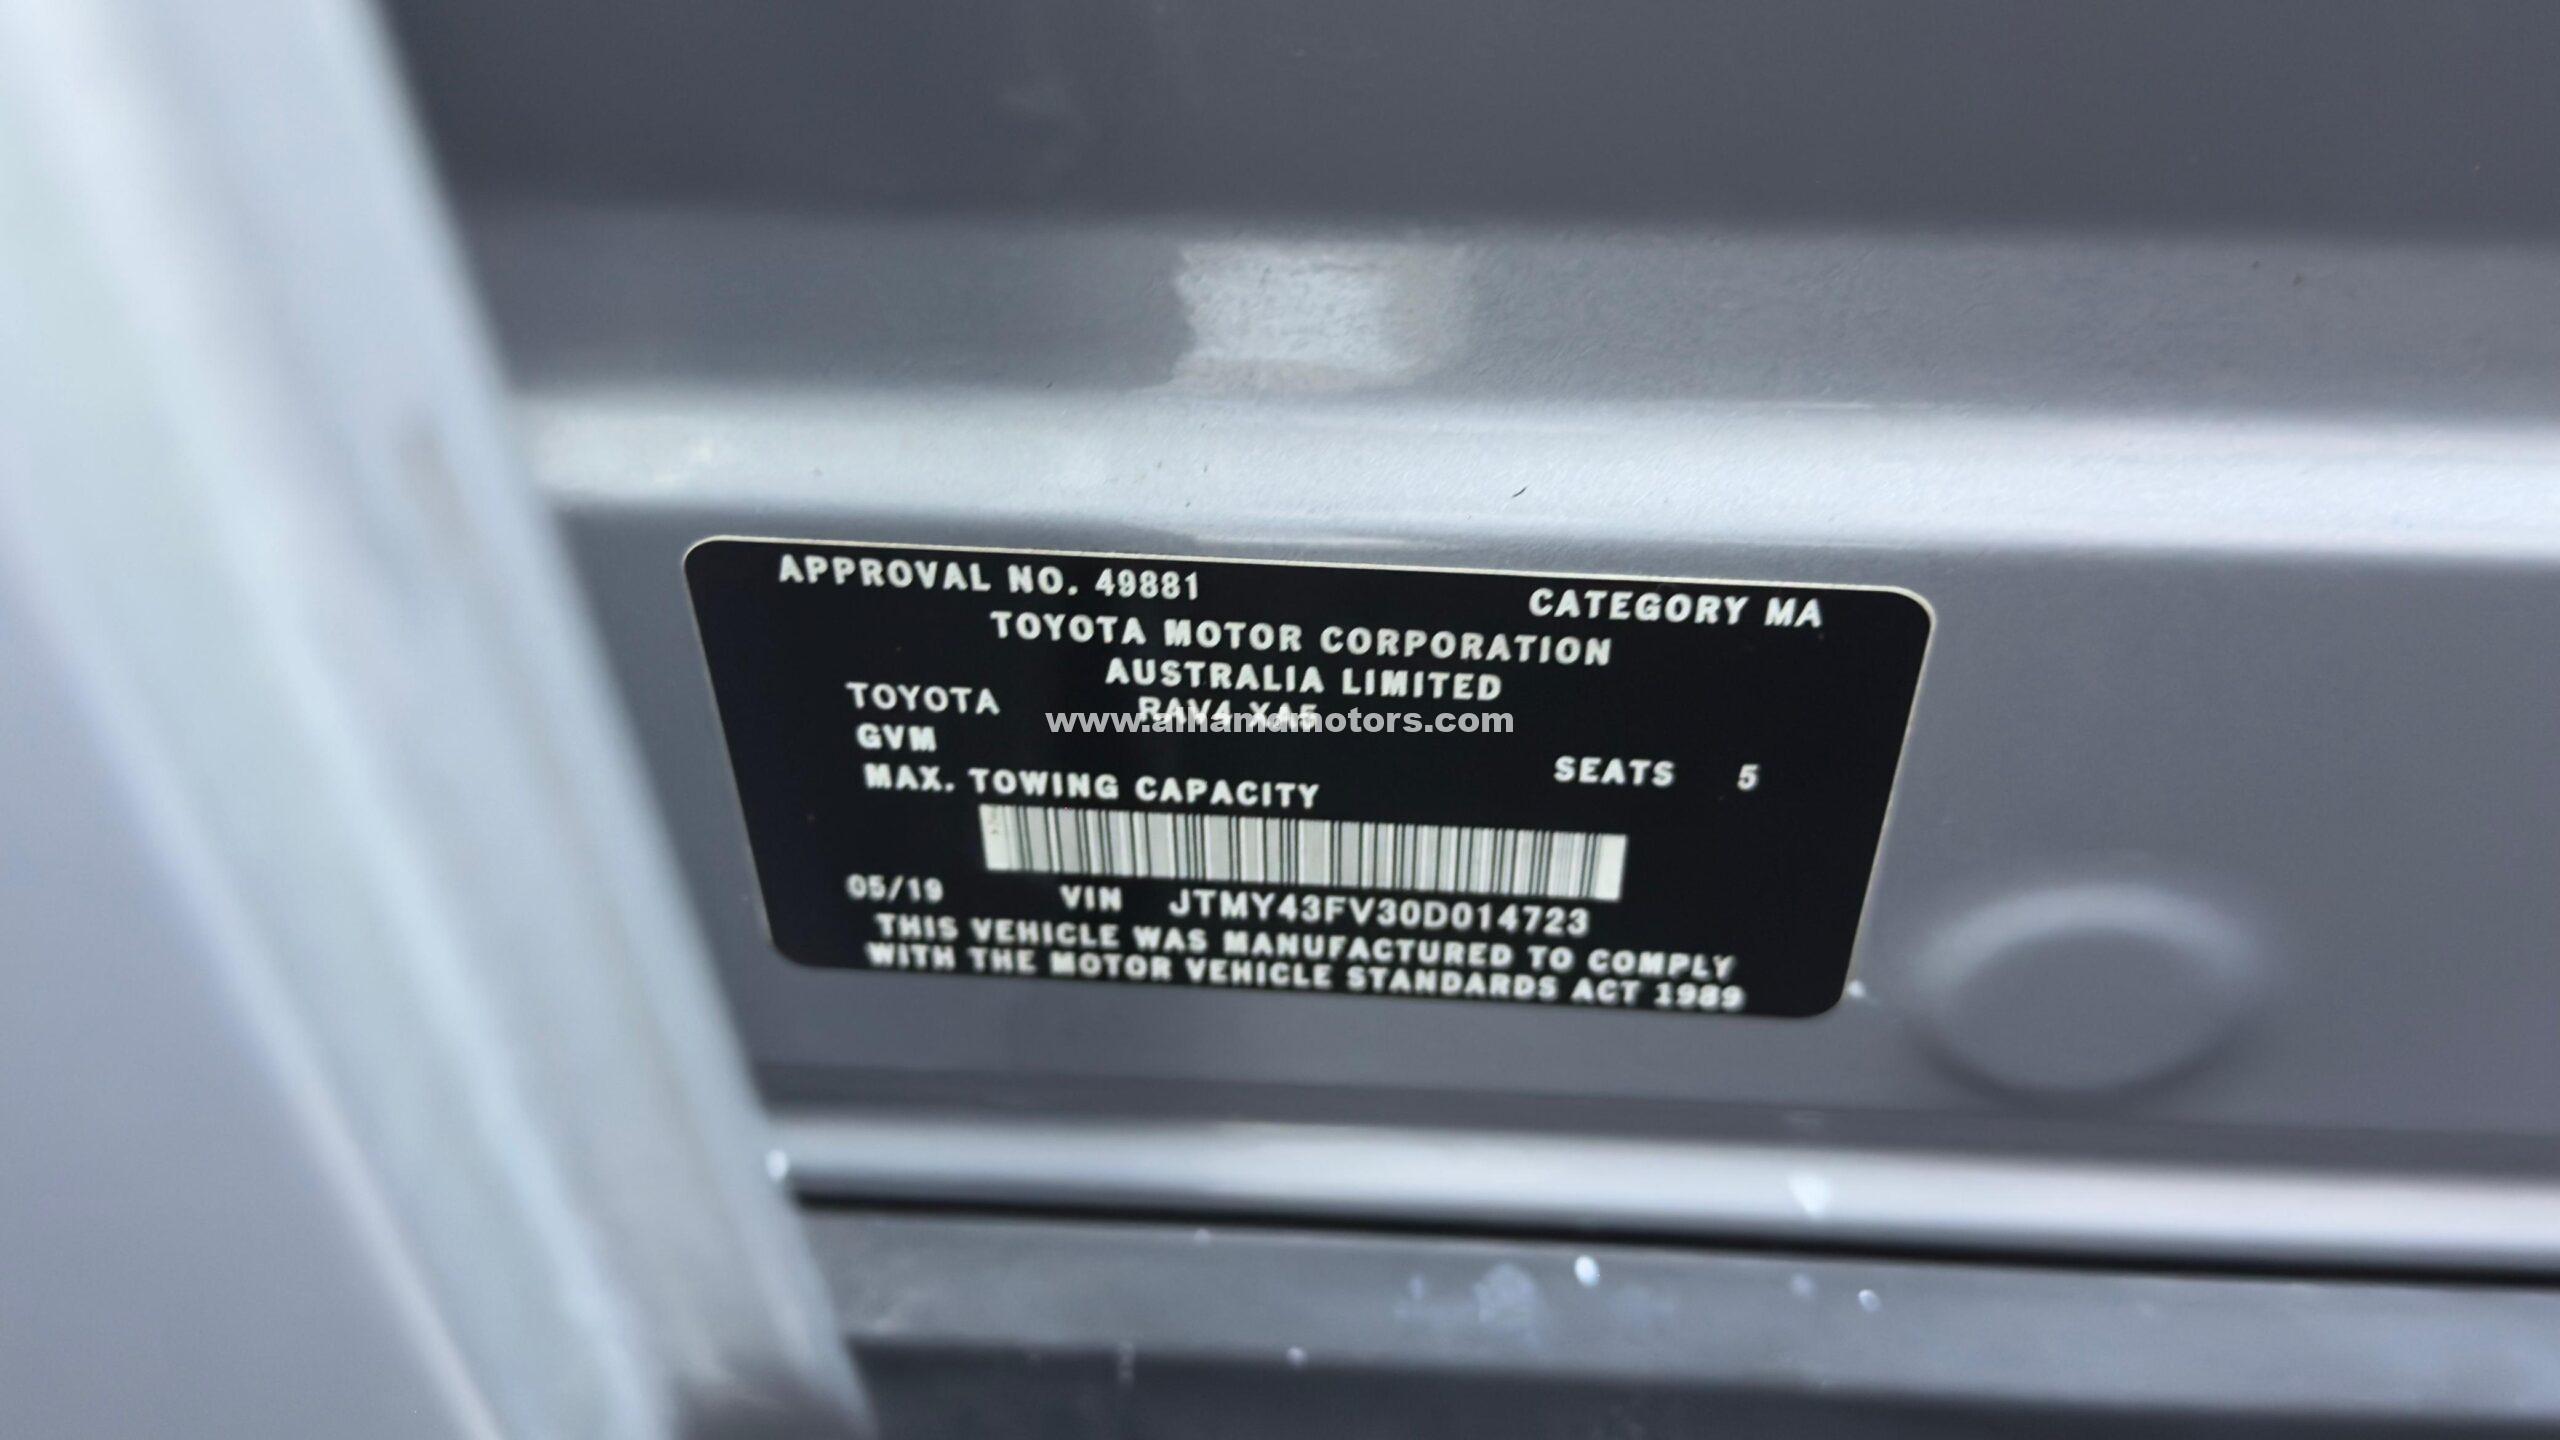 APPROVAL NO. 49881 CATEGORY MA
TOYOTA MOTOR CORPORATION
AUSTRALIA LIMITED
TOYOTA RAV4 XA5
www.alhamdmotors.com
GVM
SEATS 5
MAX. TOWING CAPACITY
05/19 VIN JTMY43FV30D014723
THIS VEHICLE WAS MANUFACTURED TO COMPLY
WITH THE MOTOR VEHICLE STANDARDS ACT 1989